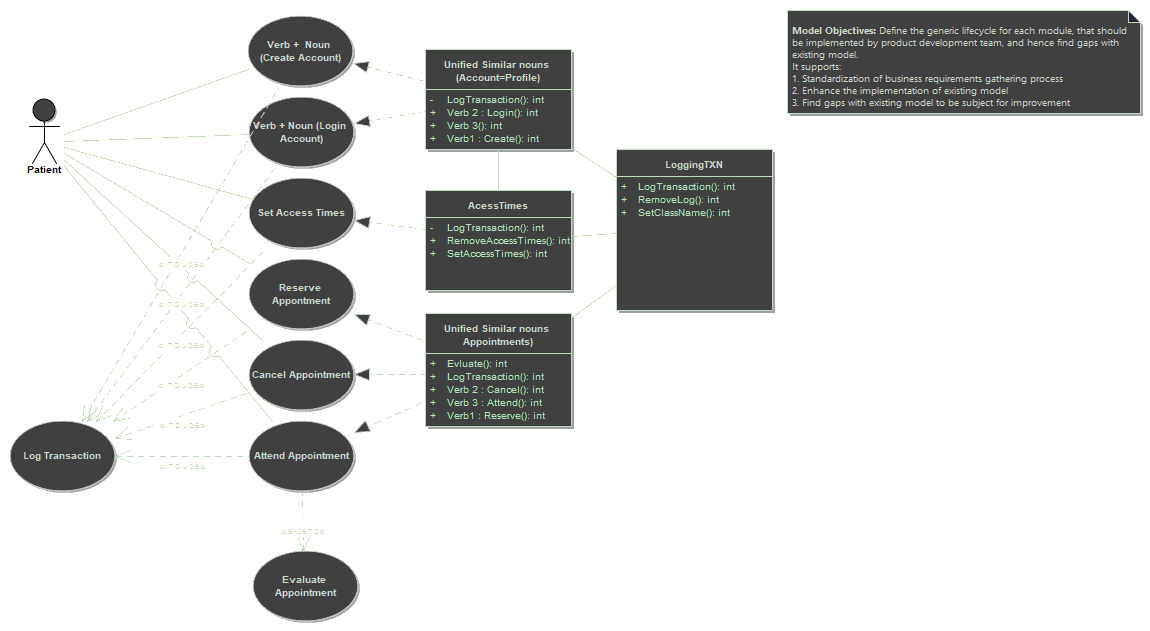 Verb + Noun
(Create Account)
Verb + Noun (Login
Account)
Set Access Times
Reserve
Appontment
Cancel Appointment
Attend Appointment
Evaluate
Appointment
Log Transaction
Patient
«include»
«include»
«include»
«include»
«include»
«include»
«extend»
Unified Similar nouns
(Account=Profile)
- LogTransaction(): int
+ Verb 2 : Login(): int
+ Verb 3(): int
+ Verb1 : Create(): int
AcessTimes
- LogTransaction(): int
+ RemoveAccessTimes(): int
+ SetAccessTimes(): int
Unified Similar nouns
Appointments)
+ Evluate(): int
+ LogTransaction(): int
+ Verb 2 : Cancel(): int
+ Verb 3 : Attend(): int
+ Verb1 : Reserve(): int
LoggingTXN
+ LogTransaction(): int
+ RemoveLog(): int
+ SetClassName(): int
Model Objectives: Define the generic lifecycle for each module, that should
be implemented by product development team, and hence find gaps with
existing model.
It supports:
1. Standardization of business requirements gathering process
2. Enhance the implementation of existing model
3. Find gaps with existing model to be subject for improvement